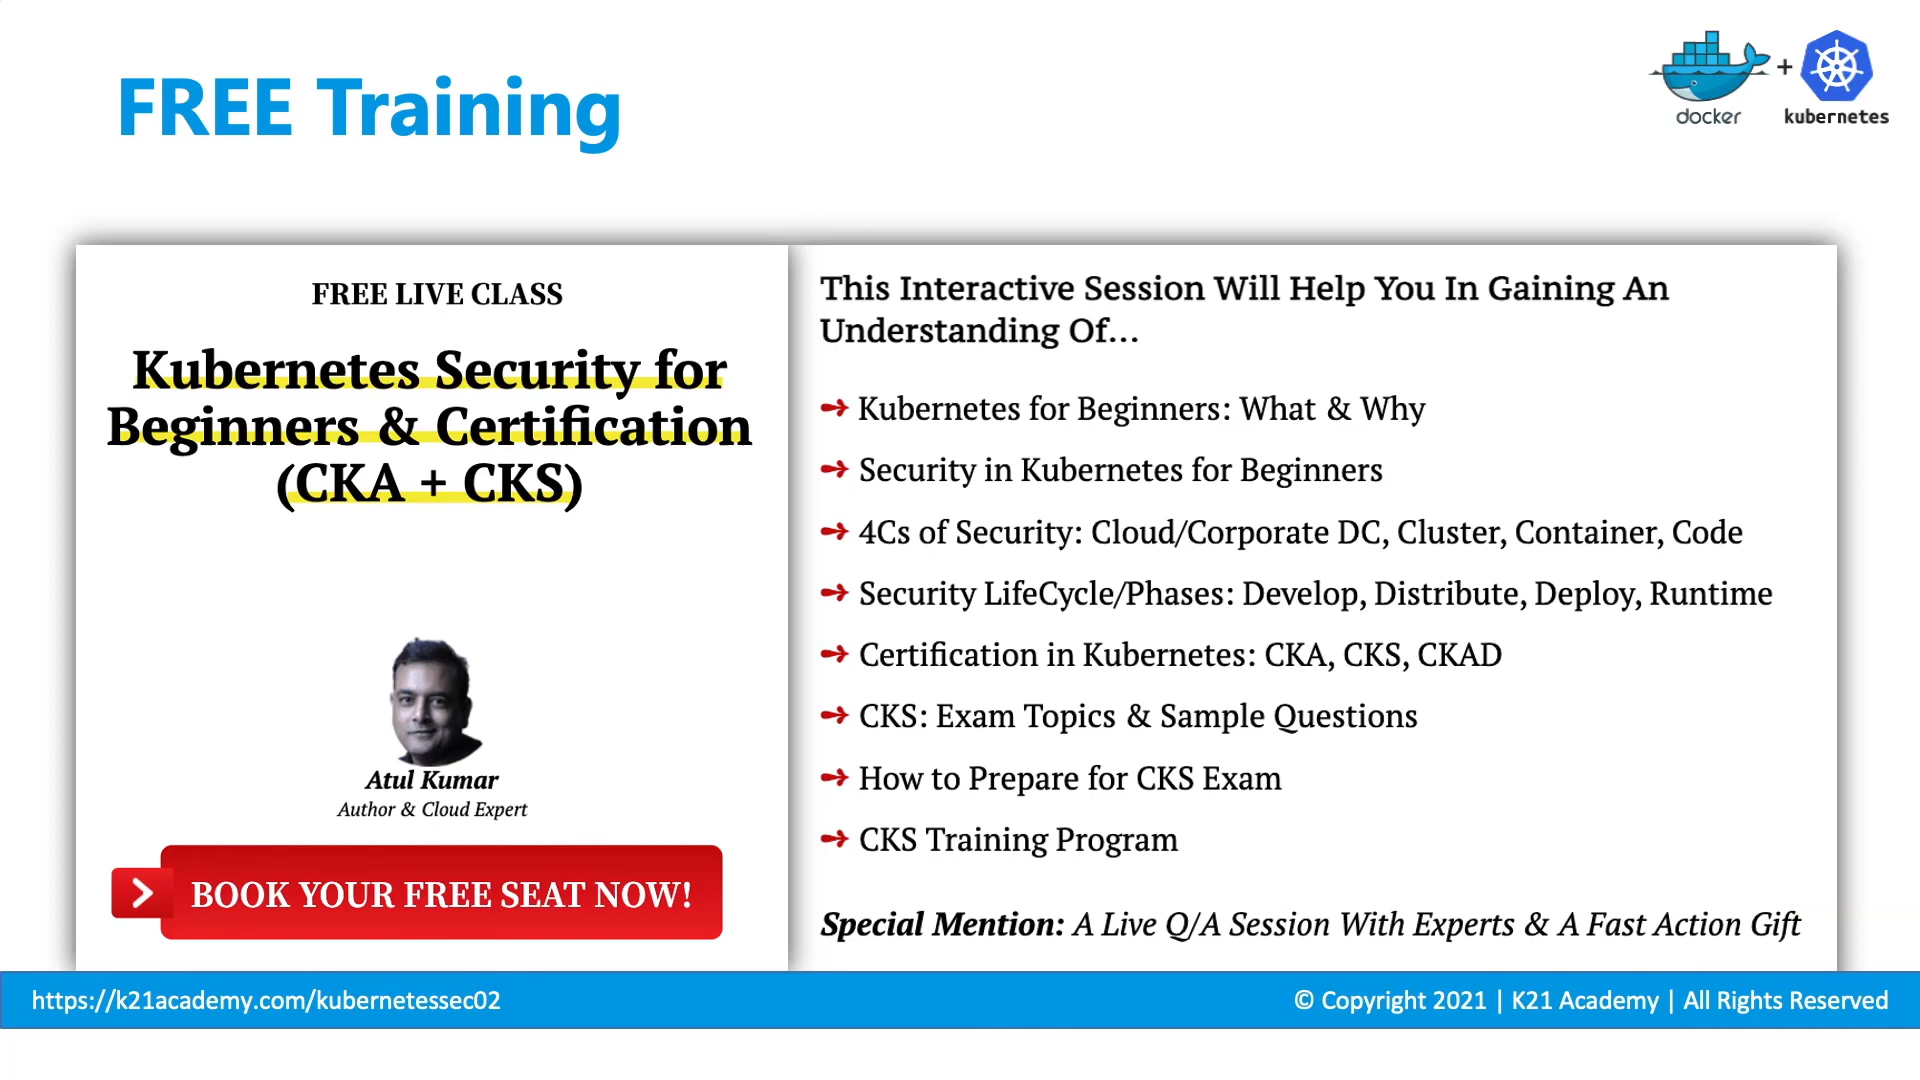 FREE Training
docker
+
kubernetes
FREE LIVE CLASS
Kubernetes Security for
Beginners & Certification
(CKA + CKS)
Atul Kumar
Author & Cloud Expert
BOOK YOUR FREE SEAT NOW!
This Interactive Session Will Help You In Gaining An
Understanding Of...
Kubernetes for Beginners: What & Why
Security in Kubernetes for Beginners
4Cs of Security: Cloud/Corporate DC, Cluster, Container, Code
Security LifeCycle/Phases: Develop, Distribute, Deploy, Runtime
Certification in Kubernetes: CKA, CKS, CKAD
CKS: Exam Topics & Sample Questions
How to Prepare for CKS Exam
CKS Training Program
Special Mention: A Live Q/A Session With Experts & A Fast Action Gift
https://k21academy.com/kubernetessec02
© Copyright 2021 | K21 Academy | All Rights Reserved